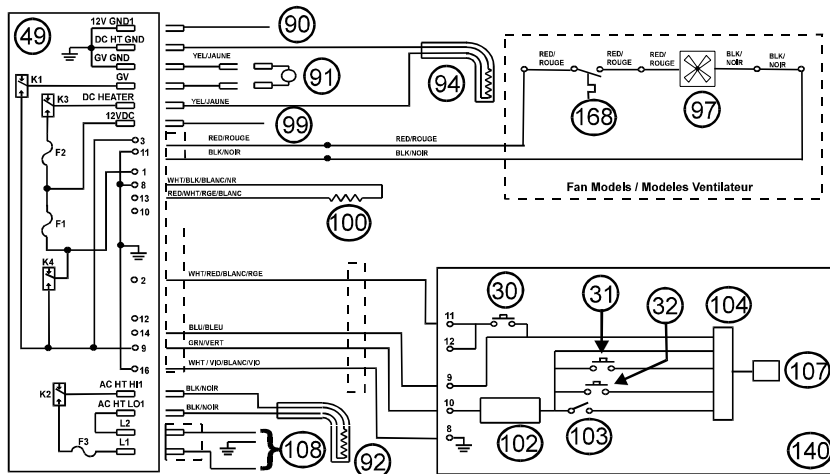 49
12V GND1
DC HT GND
GV GND
GV
DC HEATER
12VDC
K1
K3
F2
F1
K4
3
11
1
8
13
10
2
12
14
9
16
AC HT HI1
AC HT LO1
K2
L2
L1
F3
90
YEL/JAUNE
91
94
YEL/JAUNE
99
RED/ROUGE
RED/ROUGE
BLK/NOIR
BLK/NOIR
WHT/BLK/BLANC/NR
RED/WHT/RGE/BLANC
100
WHT/RED/BLANC/RGE
BLU/BLEU
GRN/VERT
WHT / VIO/BLANC/VIO
BLK/NOIR
BLK/NOIR
108
92
RED/
ROUGE
RED/
ROUGE
RED/
ROUGE
BLK/
NOIR
BLK/
NOIR
168
97
Fan Models / Modeles Ventilateur
30
31
32
104
11
12
9
10
8
102
103
107
140